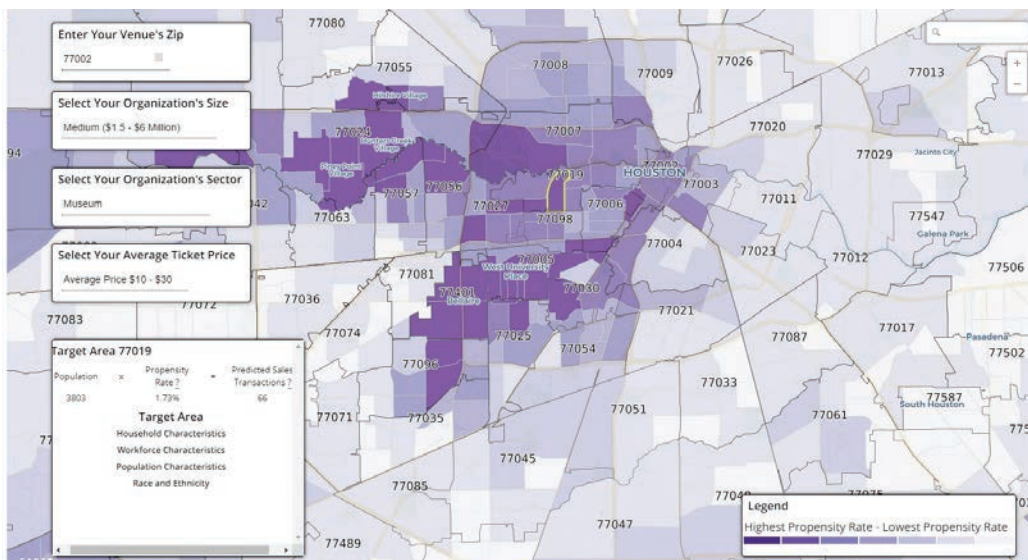 Enter Your Venue's Zip
77002
Select Your Organization's Size
Medium ($1.5 - $6 Million)
Select Your Organization's Sector
Museum
Select Your Average Ticket Price
Average Price $10 - $30
Target Area 77019
Population x Propensity Rate ? = Predicted Sales Transactions ?
3803 1.73% 66
Target Area
Household Characteristics
Workforce Characteristics
Population Characteristics
Race and Ethnicity
77080
77055
77008
77009
77026
77013
Hilshire Village
77024
Hunters Creek Village
Piney Point Village
77007
77020
77029
Jacinto City
94
77057
77056
77019
77002
HOUSTON
77003
77042
77063
77027
77098
77006
77011
77547
Galena Park
77004
77023
77012
77081
77005
West University Place
77506
77401
Bellaire
77030
77036
77072
77083
77021
77074
77025
77054
77087
77017
Pasadena
77502
77096
77033
77587
South Houston
77071
77035
77051
77061
77045
77085
77047
77489
Legend
Highest Propensity Rate - Lowest Propensity Rate